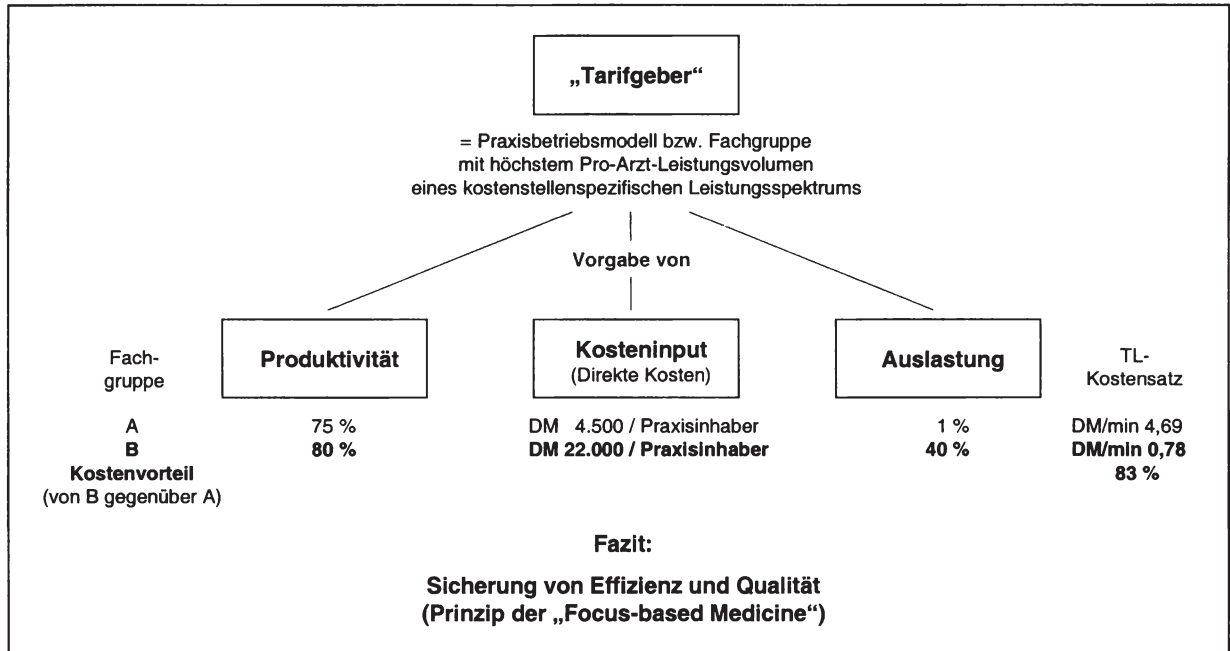 „Tarifgeber“
= Praxisbetriebsmodell bzw. Fachgruppe
mit höchstem Pro-Arzt-Leistungsvolumen
eines kostenstellenspezifischen Leistungsspektrums
Vorgabe von
Fach-
gruppe
Produktivität
Kosteninput
(Direkte Kosten)
Auslastung
TL-
Kostensatz
A 75 % DM 4.500 / Praxisinhaber 1 % DM/min 4,69
B 80 % DM 22.000 / Praxisinhaber 40 % DM/min 0,78
Kostenvorteil 83 %
(von B gegenüber A)
Fazit:
Sicherung von Effizienz und Qualität
(Prinzip der „Focus-based Medicine“)